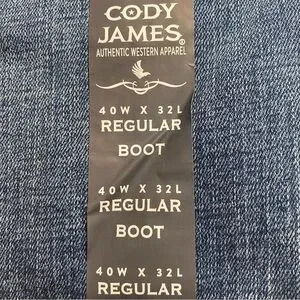 CODY
JAMES®
AUTHENTIC WESTERN APPAREL
40W X 32L
REGULAR
BOOT
40W X 32L
REGULAR
BOOT
40W X 32L
REGULAR